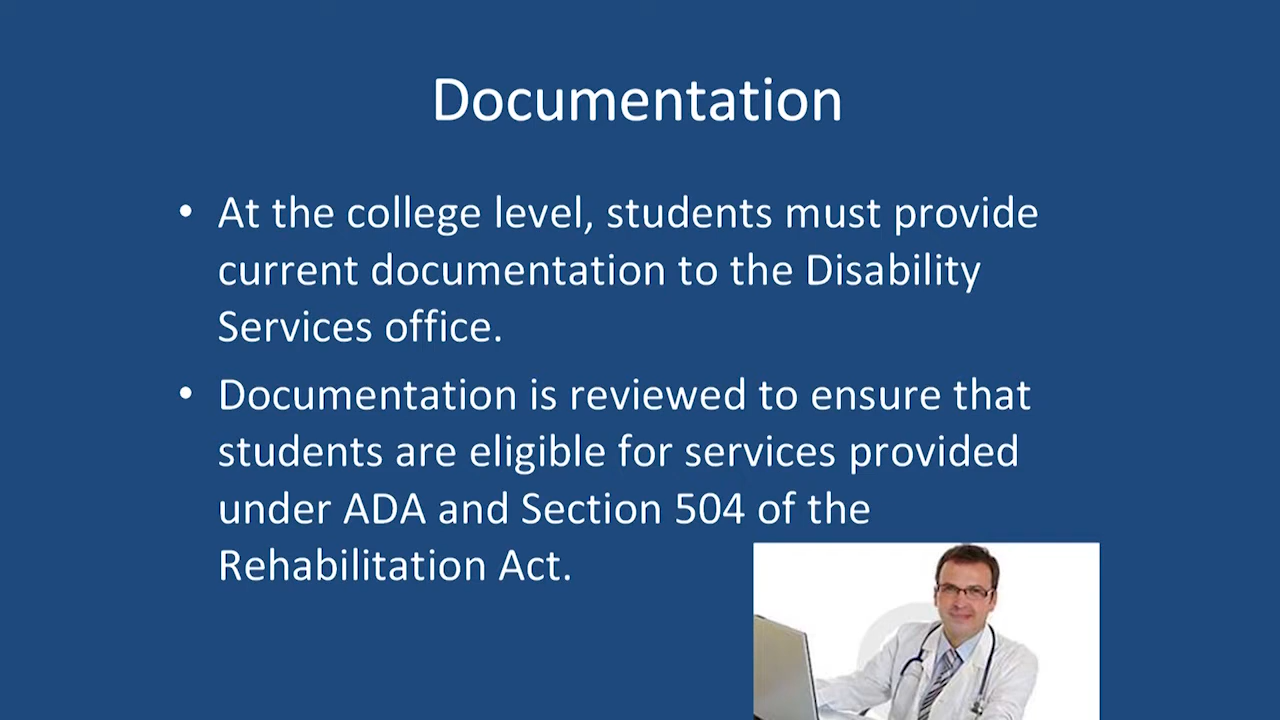 Documentation
• At the college level, students must provide
current documentation to the Disability
Services office.
• Documentation is reviewed to ensure that
students are eligible for services provided
under ADA and Section 504 of the
Rehabilitation Act.